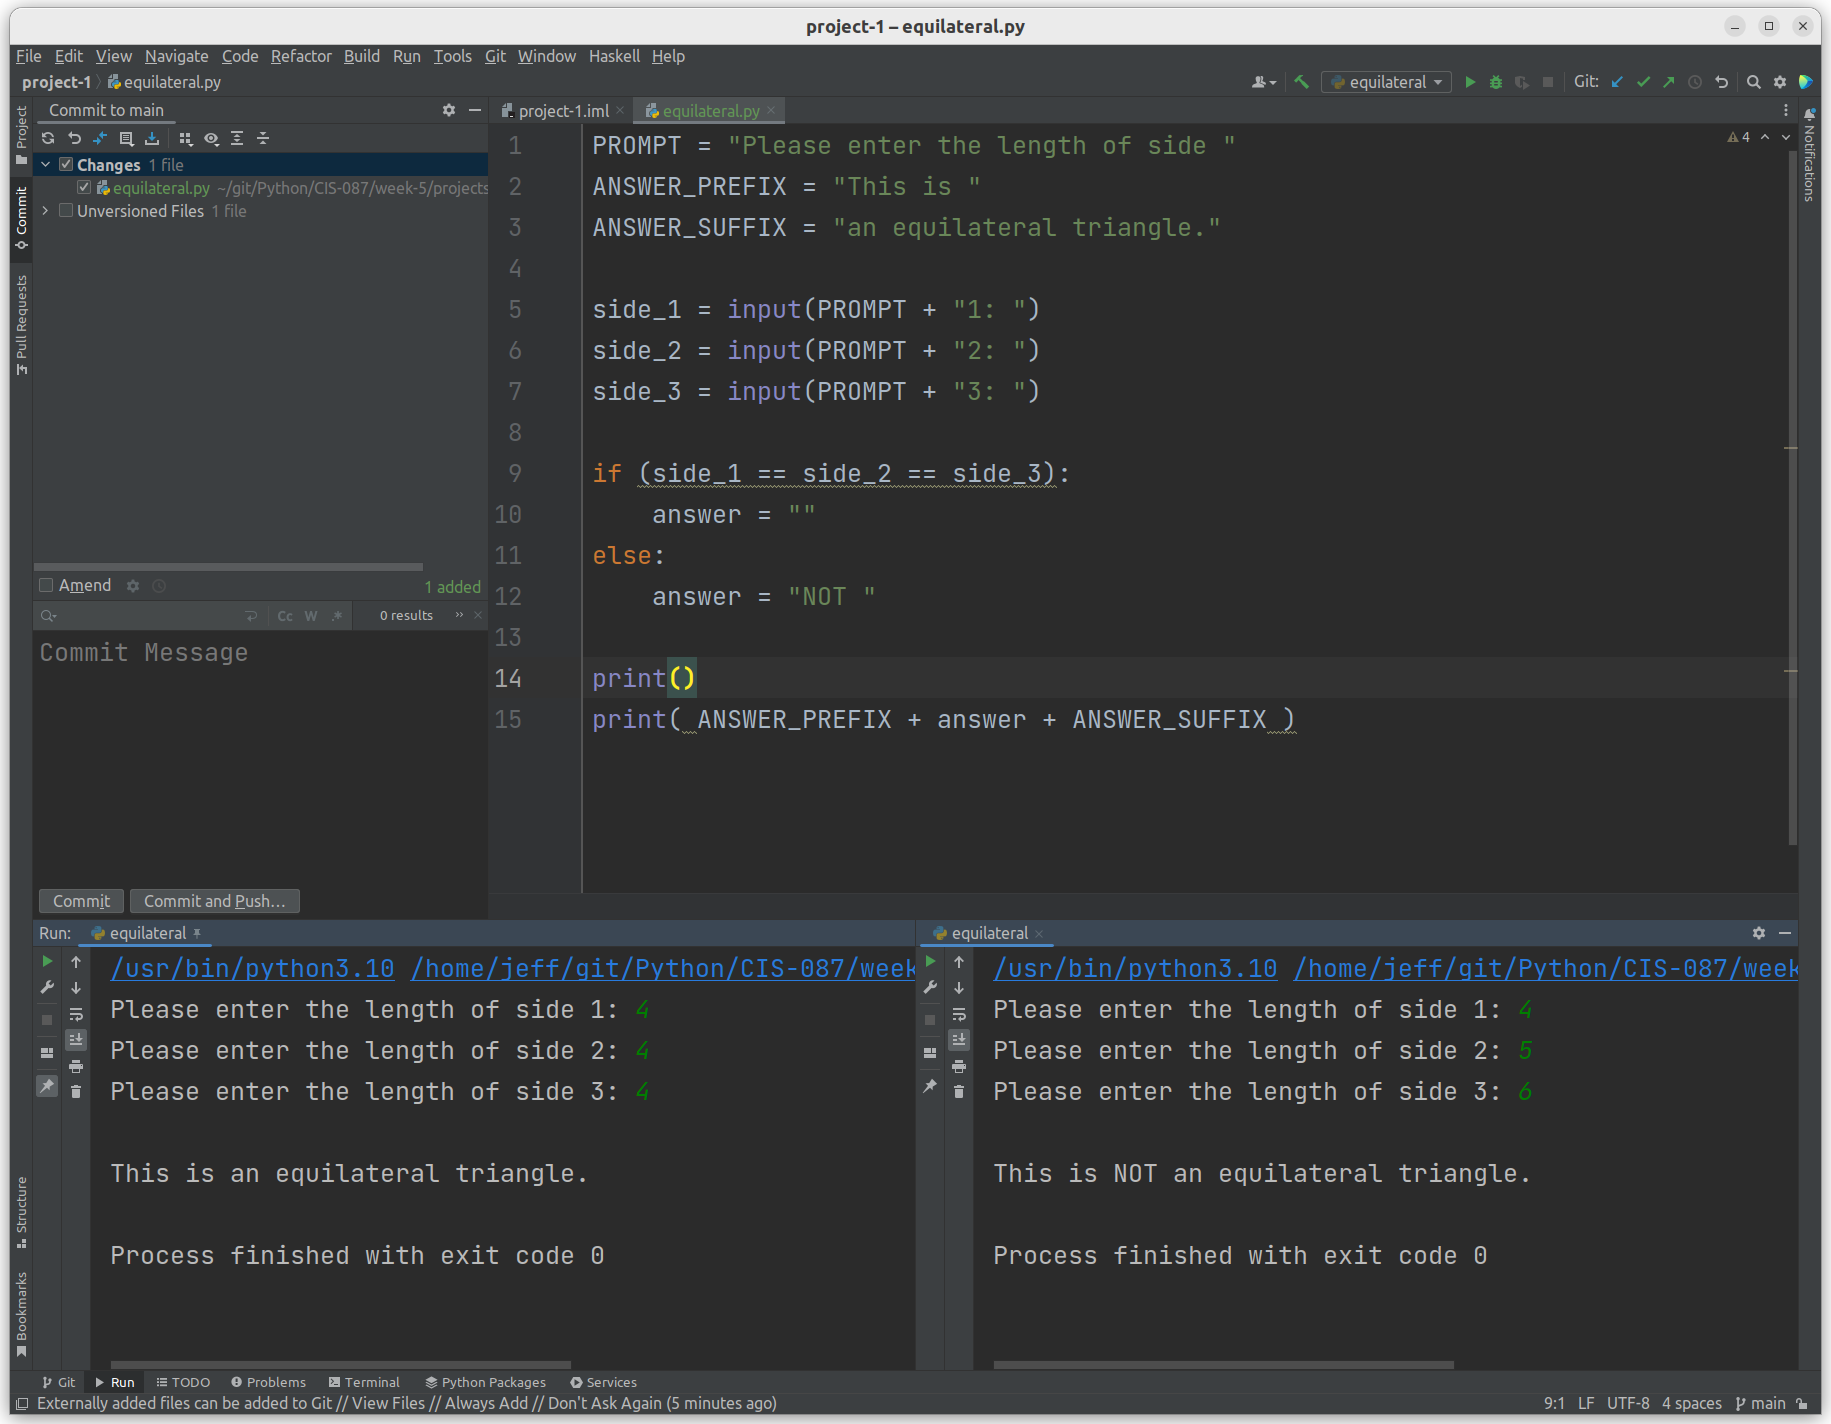 project-1 – equilateral.py
File Edit View Navigate Code Refactor Build Run Tools Git Window Haskell Help
project-1 equilateral.py equilateral Git:
Project
Commit
Pull Requests
Structure
Bookmarks
Notifications
Commit to main
Changes 1 file
equilateral.py ~/git/Python/CIS-087/week-5/projects
Unversioned Files 1 file
Amend 1 added
Cc W .* 0 results
Commit Message
Commit Commit and Push...
project-1.iml equilateral.py
4
1 PROMPT = "Please enter the length of side "
2 ANSWER_PREFIX = "This is "
3 ANSWER_SUFFIX = "an equilateral triangle."
4
5 side_1 = input(PROMPT + "1: ")
6 side_2 = input(PROMPT + "2: ")
7 side_3 = input(PROMPT + "3: ")
8
9 if (side_1 == side_2 == side_3):
10     answer = ""
11 else:
12     answer = "NOT "
13
14 print()
15 print( ANSWER_PREFIX + answer + ANSWER_SUFFIX )
Run: equilateral
/usr/bin/python3.10 /home/jeff/git/Python/CIS-087/week
Please enter the length of side 1: 4
Please enter the length of side 2: 4
Please enter the length of side 3: 4
This is an equilateral triangle.
Process finished with exit code 0
equilateral
/usr/bin/python3.10 /home/jeff/git/Python/CIS-087/week
Please enter the length of side 1: 4
Please enter the length of side 2: 5
Please enter the length of side 3: 6
This is NOT an equilateral triangle.
Process finished with exit code 0
Git Run TODO Problems Terminal Python Packages Services
Externally added files can be added to Git // View Files // Always Add // Don't Ask Again (5 minutes ago) 9:1 LF UTF-8 4 spaces main